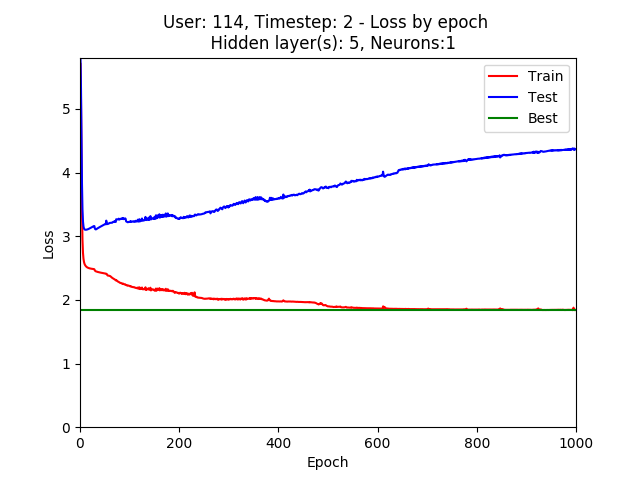 User: 114, Timestep: 2 - Loss by epoch
Hidden layer(s): 5, Neurons:1
Train
Test
Best
5
4
3
2
1
0
Loss
0 200 400 600 800 1000
Epoch